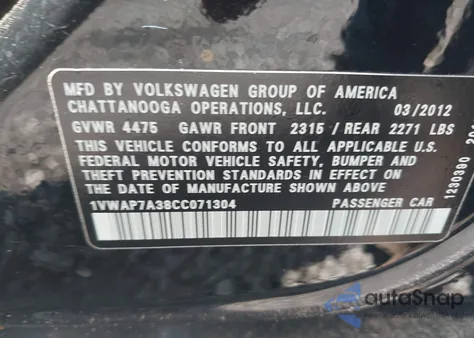 MFD BY VOLKSWAGEN GROUP OF AMERICA
CHATTANOOGA OPERATIONS, LLC. 03/2012
GVWR 4475 GAWR FRONT 2315 / REAR 2271 LBS
THIS VEHICLE CONFORMS TO ALL APPLICABLE U.S.
FEDERAL MOTOR VEHICLE SAFETY, BUMPER AND
THEFT PREVENTION STANDARDS IN EFFECT ON
THE DATE OF MANUFACTURE SHOWN ABOVE
1VWAP7A38CC071304 PASSENGER CAR
1230390
autoSnap